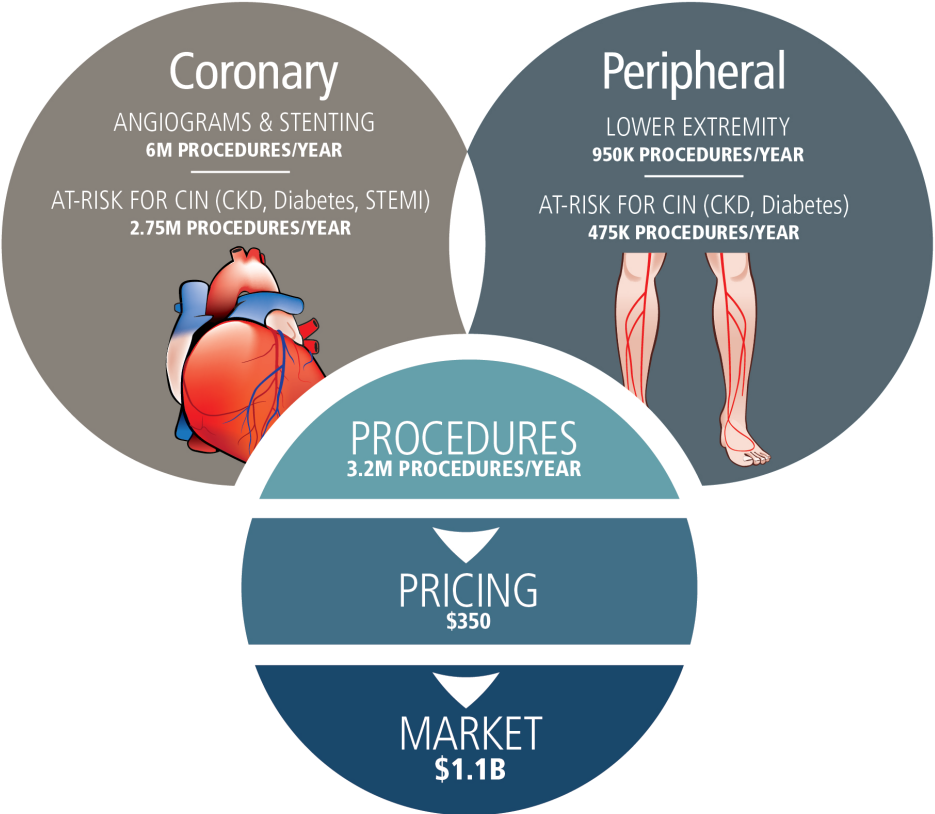 Coronary
ANGIOGRAMS & STENTING
6M PROCEDURES/YEAR
AT-RISK FOR CIN (CKD, Diabetes, STEMI)
2.75M PROCEDURES/YEAR
Peripheral
LOWER EXTREMITY
950K PROCEDURES/YEAR
AT-RISK FOR CIN (CKD, Diabetes)
475K PROCEDURES/YEAR
PROCEDURES
3.2M PROCEDURES/YEAR
PRICING
$350
MARKET
$1.1B